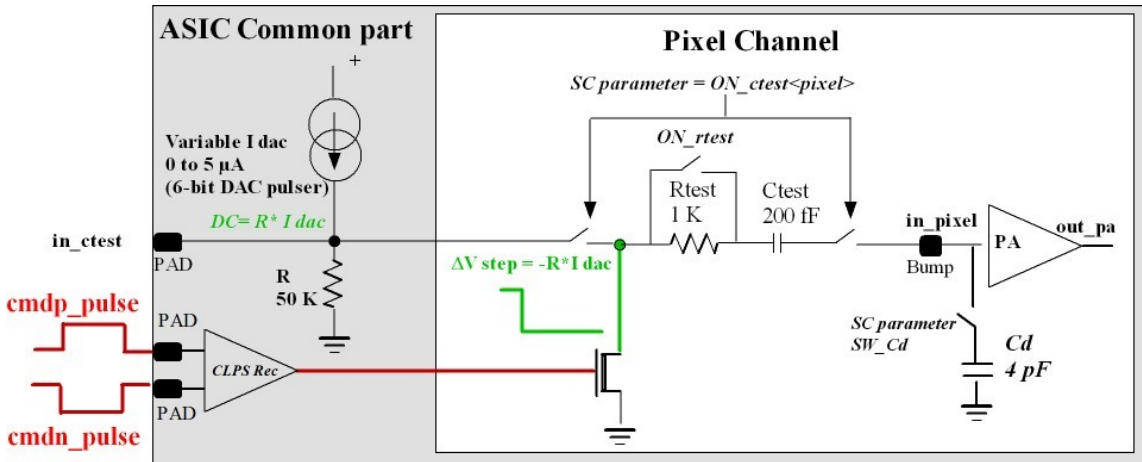 ASIC Common part
Pixel Channel
+
SC parameter = ON_ctest<pixel>
Variable I dac
0 to 5 µA
(6-bit DAC pulser)
ON_rtest
Rtest
1 K
Ctest
200 fF
DC= R* I dac
in_ctest
PAD
in_pixel
Bump
PA
out_pa
ΔV step = -R*I dac
R
50 K
cmdp_pulse
PAD
CLPS Rec
PAD
cmdn_pulse
SC parameter
SW_Cd
Cd
4 pF